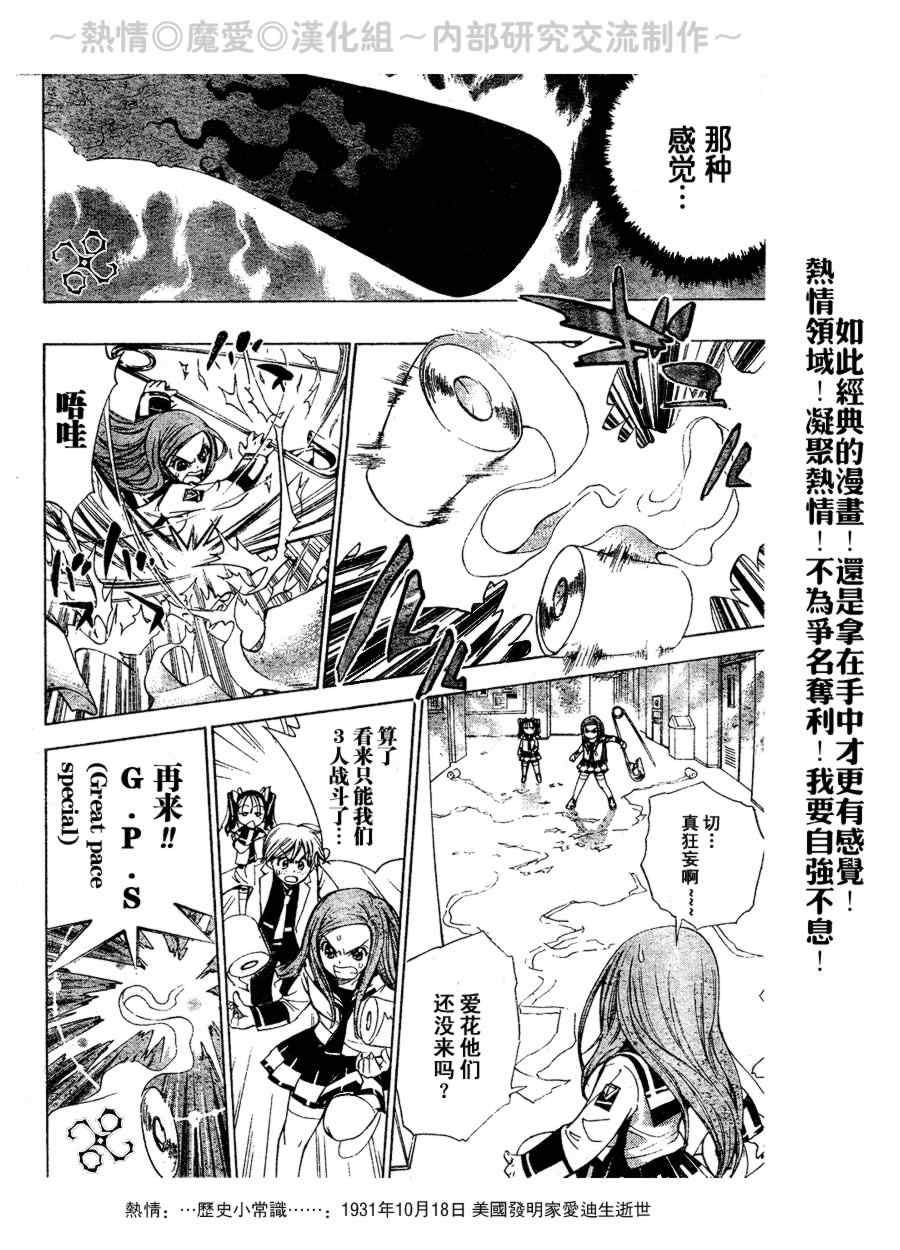 ～熱情◎魔愛◎漢化組～内部研究交流制作～
那种
感觉…
唔哇
切…
真狂妄啊~~~
爱花他们
还没来吗？
算了
看来只能我们
3人战斗了…
再来!!
G.P.S
(Great pace
special)
如此經典的漫畫！還是拿在手中才更有感覺！
熱情領域！凝聚熱情！不為爭名奪利！我要自強不息！
熱情：…歷史小常識……：1931年10月18日 美國發明家愛迪生逝世